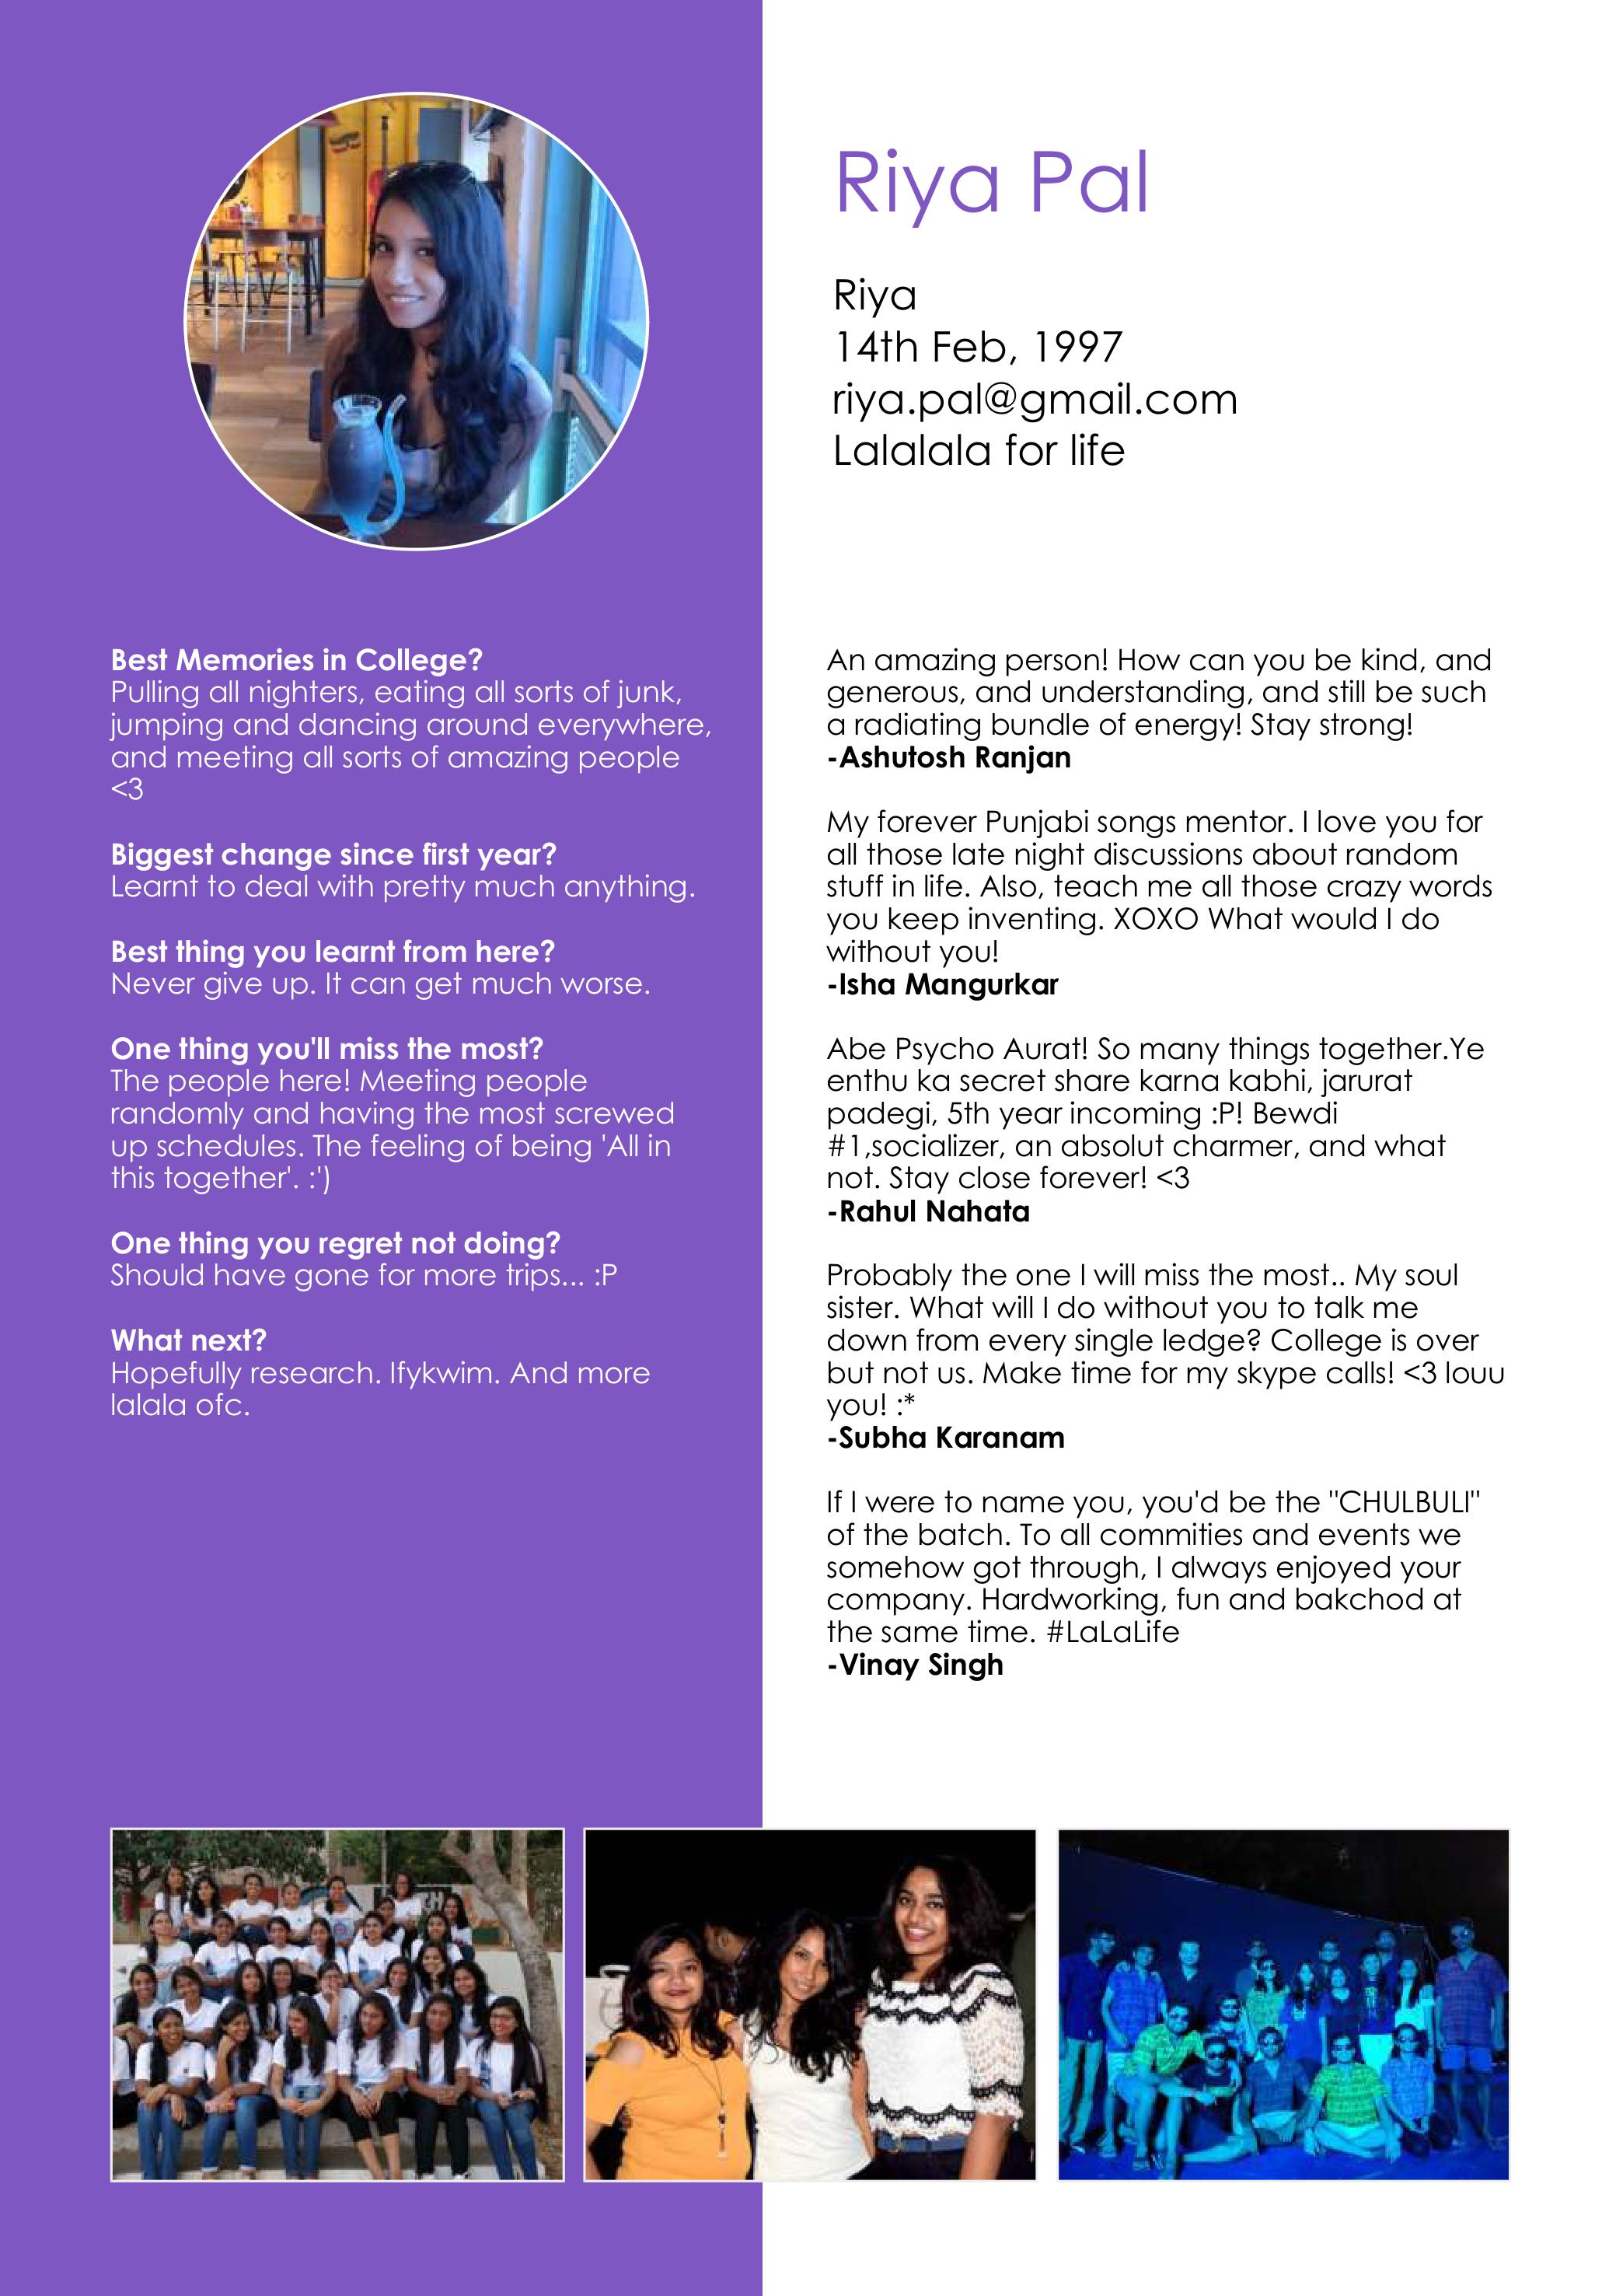 Riya Pal
Riya
14th Feb, 1997
riya.pal@gmail.com
Lalalala for life
Best Memories in College?
Pulling all nighters, eating all sorts of junk,
jumping and dancing around everywhere,
and meeting all sorts of amazing people
<3
Biggest change since first year?
Learnt to deal with pretty much anything.
Best thing you learnt from here?
Never give up. It can get much worse.
One thing you'll miss the most?
The people here! Meeting people
randomly and having the most screwed
up schedules. The feeling of being 'All in
this together'. :')
One thing you regret not doing?
Should have gone for more trips... :P
What next?
Hopefully research. Ifykwim. And more
lalala ofc.
An amazing person! How can you be kind, and
generous, and understanding, and still be such
a radiating bundle of energy! Stay strong!
-Ashutosh Ranjan
My forever Punjabi songs mentor. I love you for
all those late night discussions about random
stuff in life. Also, teach me all those crazy words
you keep inventing. XOXO What would I do
without you!
-Isha Mangurkar
Abe Psycho Aurat! So many things together.Ye
enthu ka secret share karna kabhi, jarurat
padegi, 5th year incoming :P! Bewdi
#1,socializer, an absolut charmer, and what
not. Stay close forever! <3
-Rahul Nahata
Probably the one I will miss the most.. My soul
sister. What will I do without you to talk me
down from every single ledge? College is over
but not us. Make time for my skype calls! <3 louu
you! :*
-Subha Karanam
If I were to name you, you'd be the "CHULBULI"
of the batch. To all commities and events we
somehow got through, I always enjoyed your
company. Hardworking, fun and bakchod at
the same time. #LaLaLife
-Vinay Singh